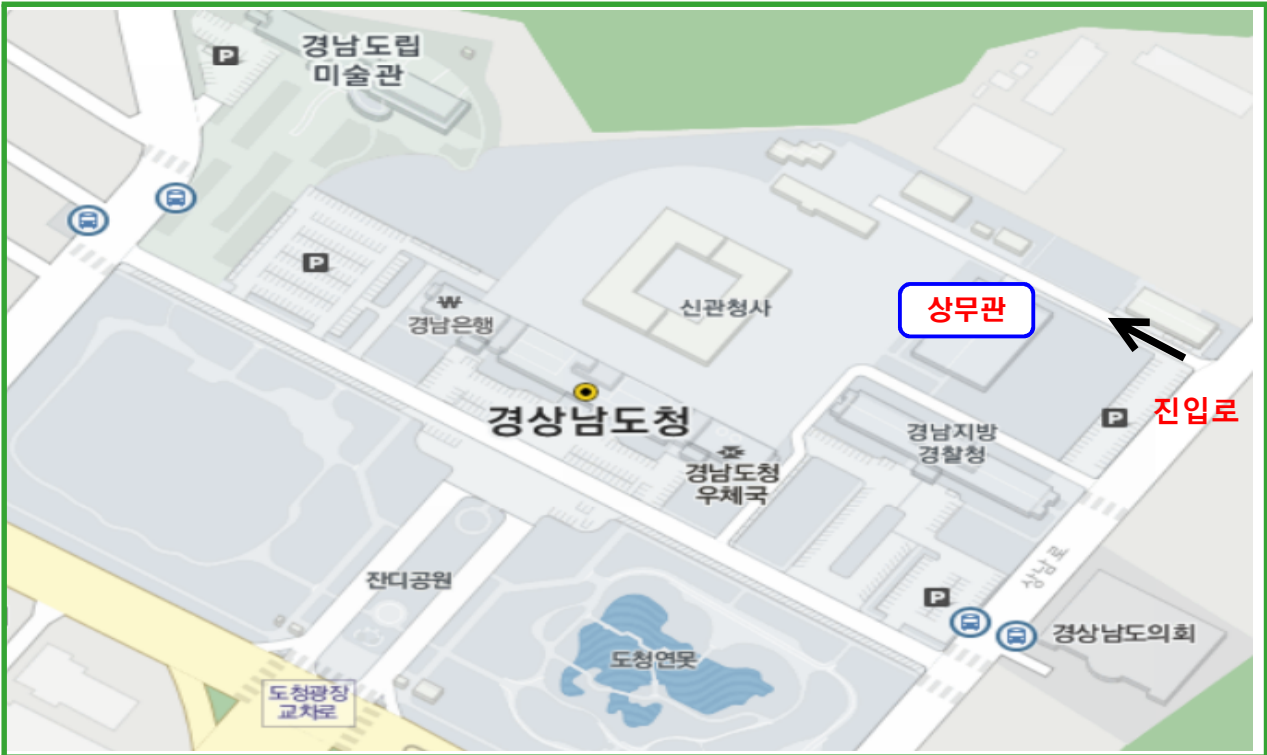 P
경남도립
미술관
P
₩
경남은행
신관청사
상무관
진입로
P
경상남도청
경남지방
경찰청
경남도청
우체국
상남로
잔디공원
P
경상남도의회
도청연못
도청광장
교차로